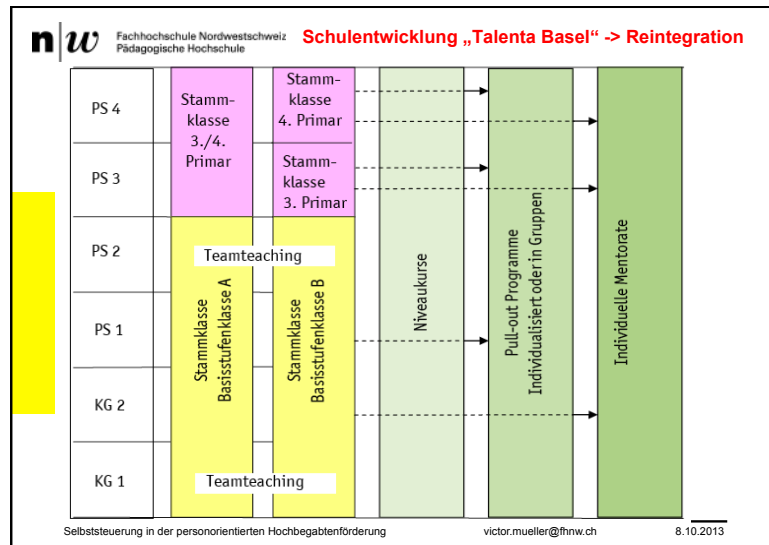 n|w Fachhochschule Nordwestschweiz
Pädagogische Hochschule
Schulentwicklung „Talenta Basel“ -> Reintegration
PS 4
PS 3
PS 2
PS 1
KG 2
KG 1
Stamm-
klasse
3./4.
Primar
Stamm-
klasse
4. Primar
Stamm-
klasse
3. Primar
Teamteaching
Stammklasse
Basisstufenklasse A
Stammklasse
Basisstufenklasse B
Teamteaching
Niveaukurse
Pull-out Programme
Individualisiert oder in Gruppen
Individuelle Mentorate
Selbststeuerung in der personorientierten Hochbegabtenförderung victor.mueller@fhnw.ch 8.10.2013